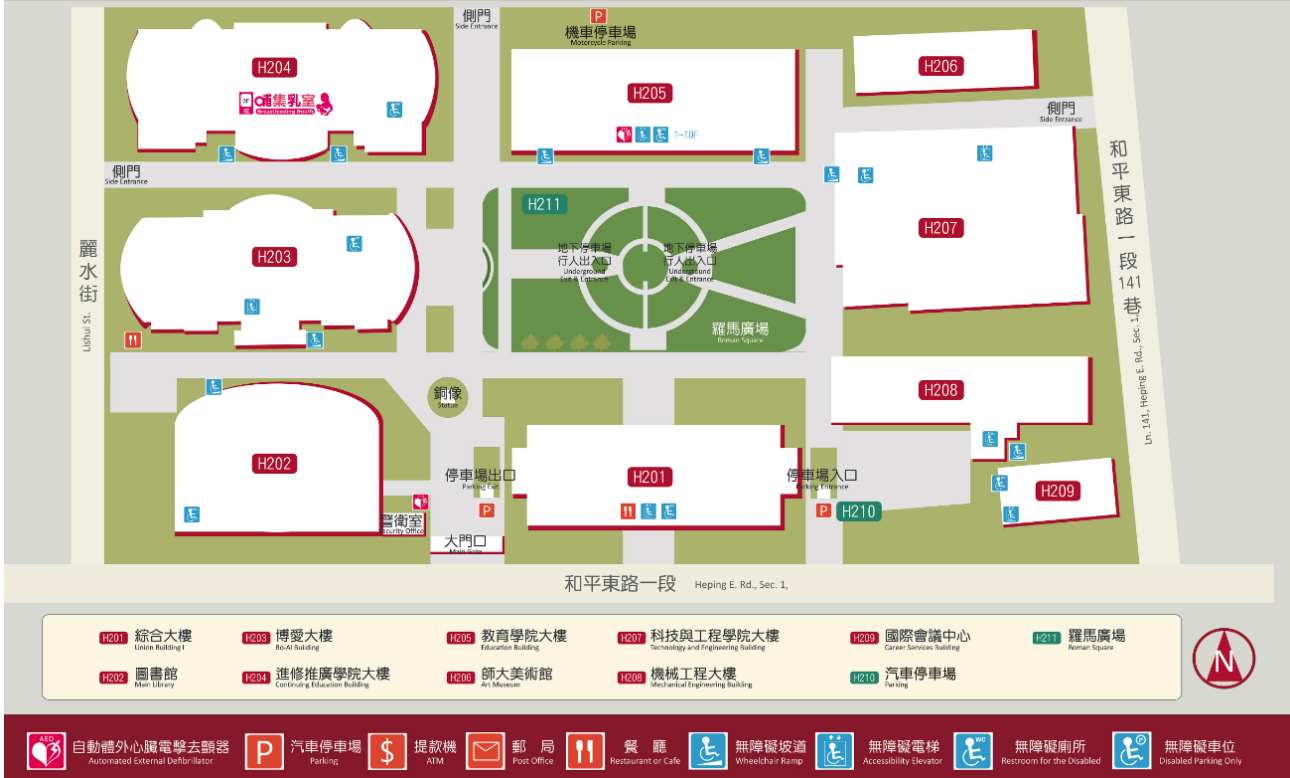 側門
Side Entrance
P
機車停車場
Motorcycle Parking
H204
哺集乳室
Breastfeeding Room
H205
1~10F
H206
側門
Side Entrance
側門
Side Entrance
H211
地下停車場
行人出入口
Underground
Exit & Entrance
地下停車場
行人出入口
Underground
Exit & Entrance
羅馬廣場
Roman Square
H203
H207
麗水街 Lishui St.
和平東路一段141巷 Ln. 141, Heping E. Rd., Sec. 1,
銅像
Statue
H208
H202
停車場出口
Parking Exit
P
H201
停車場入口
Parking Entrance
P
H210
H209
警衛室
Security Office
大門口
Main Gate
和平東路一段 Heping E. Rd., Sec. 1,
H201 綜合大樓
Union Building I
H203 博愛大樓
Bo-Ai Building
H205 教育學院大樓
Education Building
H207 科技與工程學院大樓
Technology and Engineering Building
H209 國際會議中心
Career Services Building
H211 羅馬廣場
Roman Square
H202 圖書館
Main Library
H204 進修推廣學院大樓
Continuing Education Building
H206 師大美術館
Art Museum
H208 機械工程大樓
Mechanical Engineering Building
H210 汽車停車場
Parking
N
AED
自動體外心臟電擊去顫器
Automated External Defibrillator
P
汽車停車場
Parking
$
提款機
ATM
郵局
Post Office
餐廳
Restaurant or Cafe
無障礙坡道
Wheelchair Ramp
無障礙電梯
Accessibility Elevator
WC
無障礙廁所
Restroom for the Disabled
P
無障礙車位
Disabled Parking Only